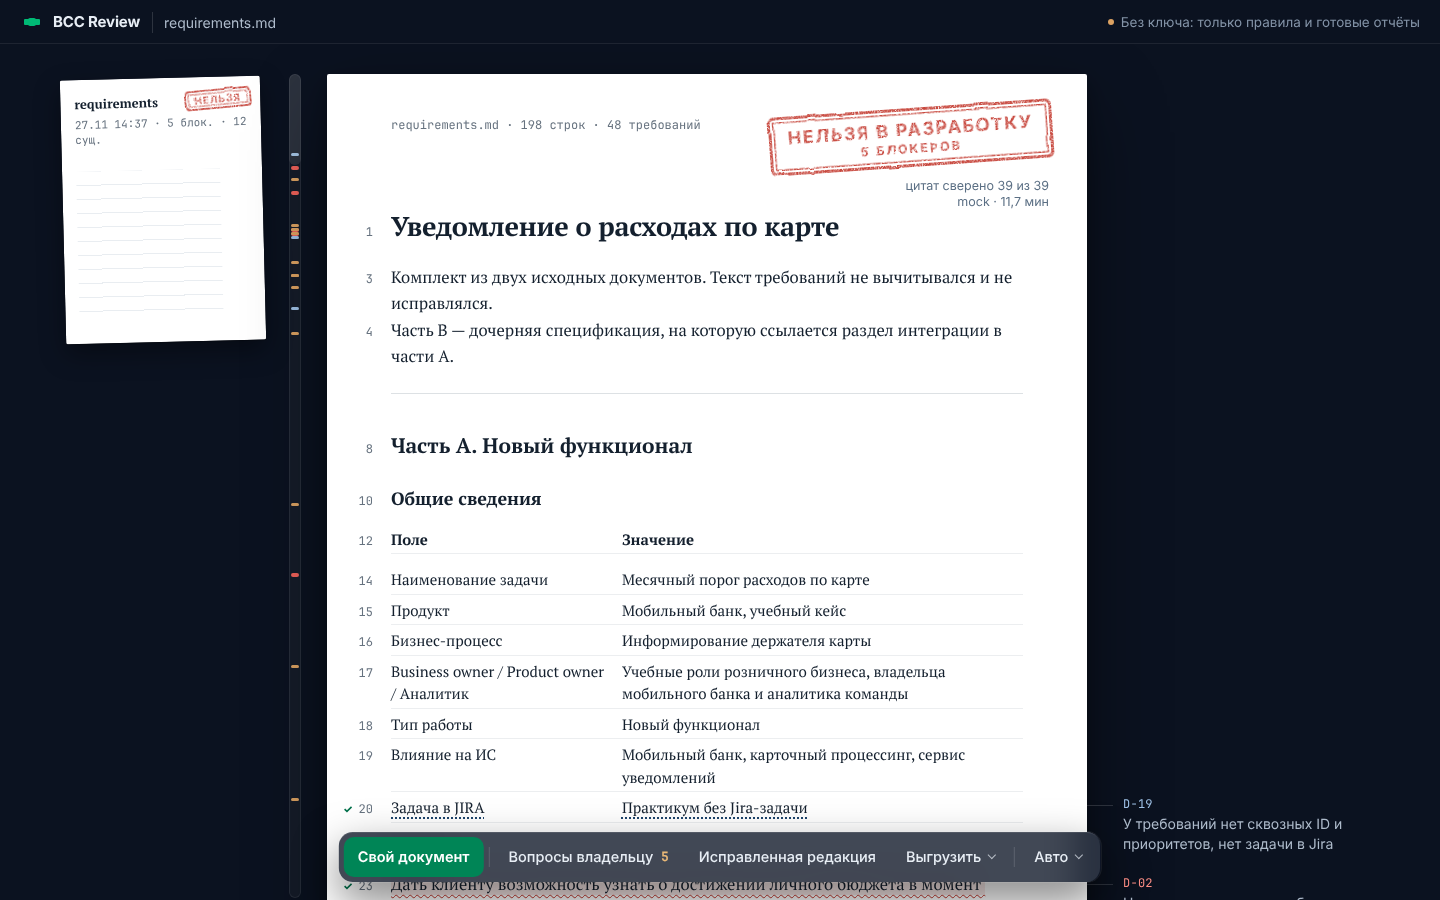 BCC Review
requirements.md
Без ключа: только правила и готовые отчёты
requirements
НЕЛЬЗЯ
27.11 14:37 · 5 блок. · 12
сущ.
requirements.md · 198 строк · 48 требований
НЕЛЬЗЯ В РАЗРАБОТКУ
5 БЛОКЕРОВ
цитат сверено 39 из 39
mock · 11,7 мин
1 Уведомление о расходах по карте
3 Комплект из двух исходных документов. Текст требований не вычитывался и не
исправлялся.
4 Часть B — дочерняя спецификация, на которую ссылается раздел интеграции в
части A.
8 Часть A. Новый функционал
10 Общие сведения
12 Поле Значение
14 Наименование задачи Месячный порог расходов по карте
15 Продукт Мобильный банк, учебный кейс
16 Бизнес-процесс Информирование держателя карты
17 Business owner / Product owner Учебные роли розничного бизнеса, владельца
/ Аналитик мобильного банка и аналитика команды
18 Тип работы Новый функционал
19 Влияние на ИС Мобильный банк, карточный процессинг, сервис
уведомлений
20 Задача в JIRA Практикум без Jira-задачи
D-19
У требований нет сквозных ID и
приоритетов, нет задачи в Jira
Свой документ Вопросы владельцу 5 Исправленная редакция Выгрузить Авто
23 Дать клиенту возможность узнать о достижении личного бюджета в момент
D-02